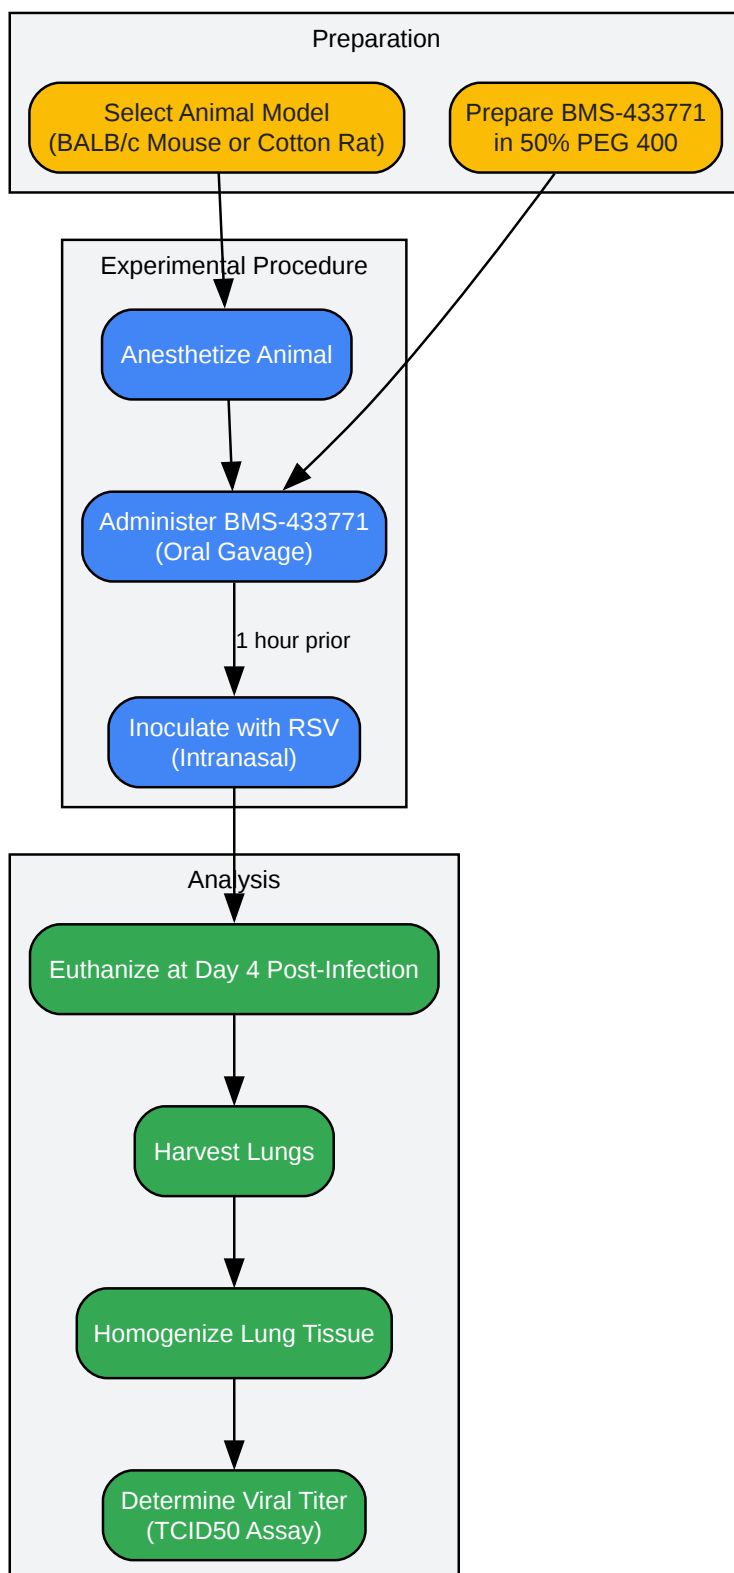 Preparation
Select Animal Model
(BALB/c Mouse or Cotton Rat)
Prepare BMS-433771
in 50% PEG 400
Experimental Procedure
Anesthetize Animal
Administer BMS-433771
(Oral Gavage)
1 hour prior
Inoculate with RSV
(Intranasal)
Analysis
Euthanize at Day 4 Post-Infection
Harvest Lungs
Homogenize Lung Tissue
Determine Viral Titer
(TCID50 Assay)